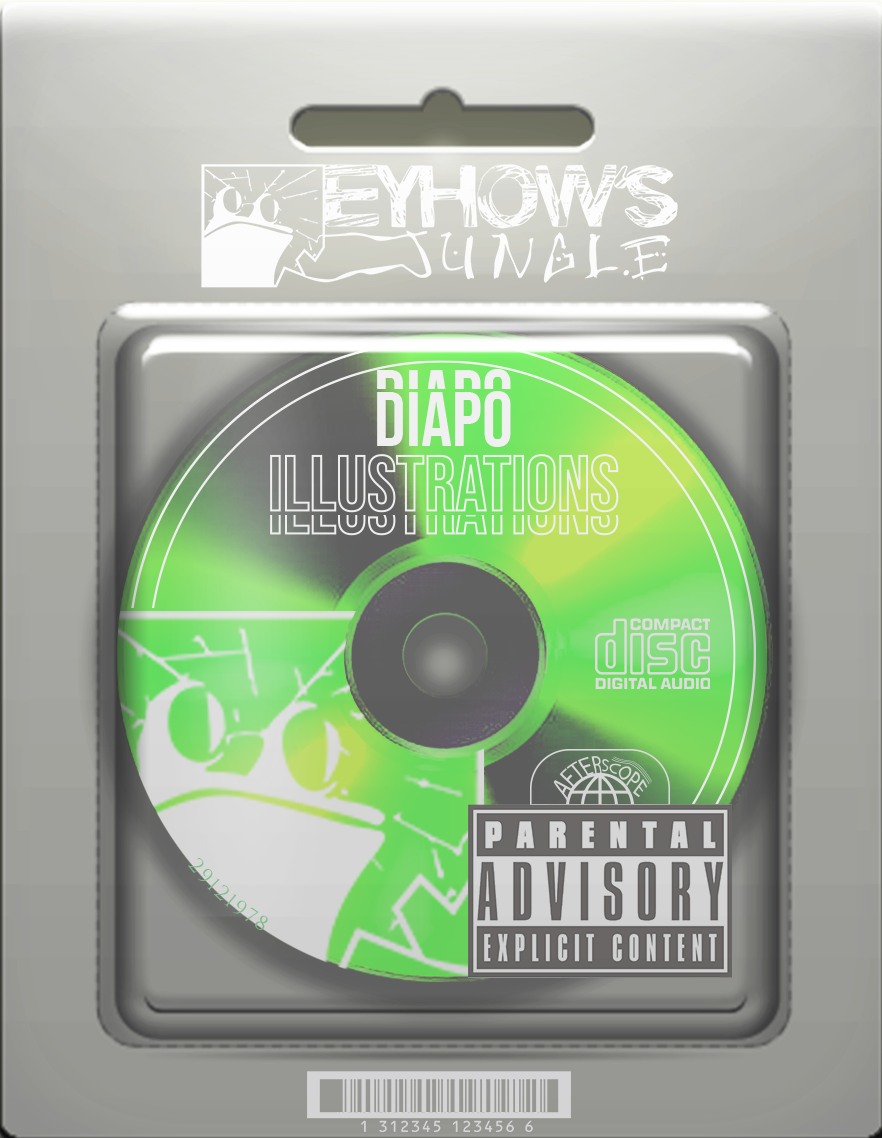 EYHOW'S
JUNGLE
DIAPO
ILLUSTRATIONS
COMPACT
disc
DIGITAL AUDIO
AFTERSCOPE
PARENTAL
ADVISORY
EXPLICIT CONTENT
29121978
1 312345 123456 6